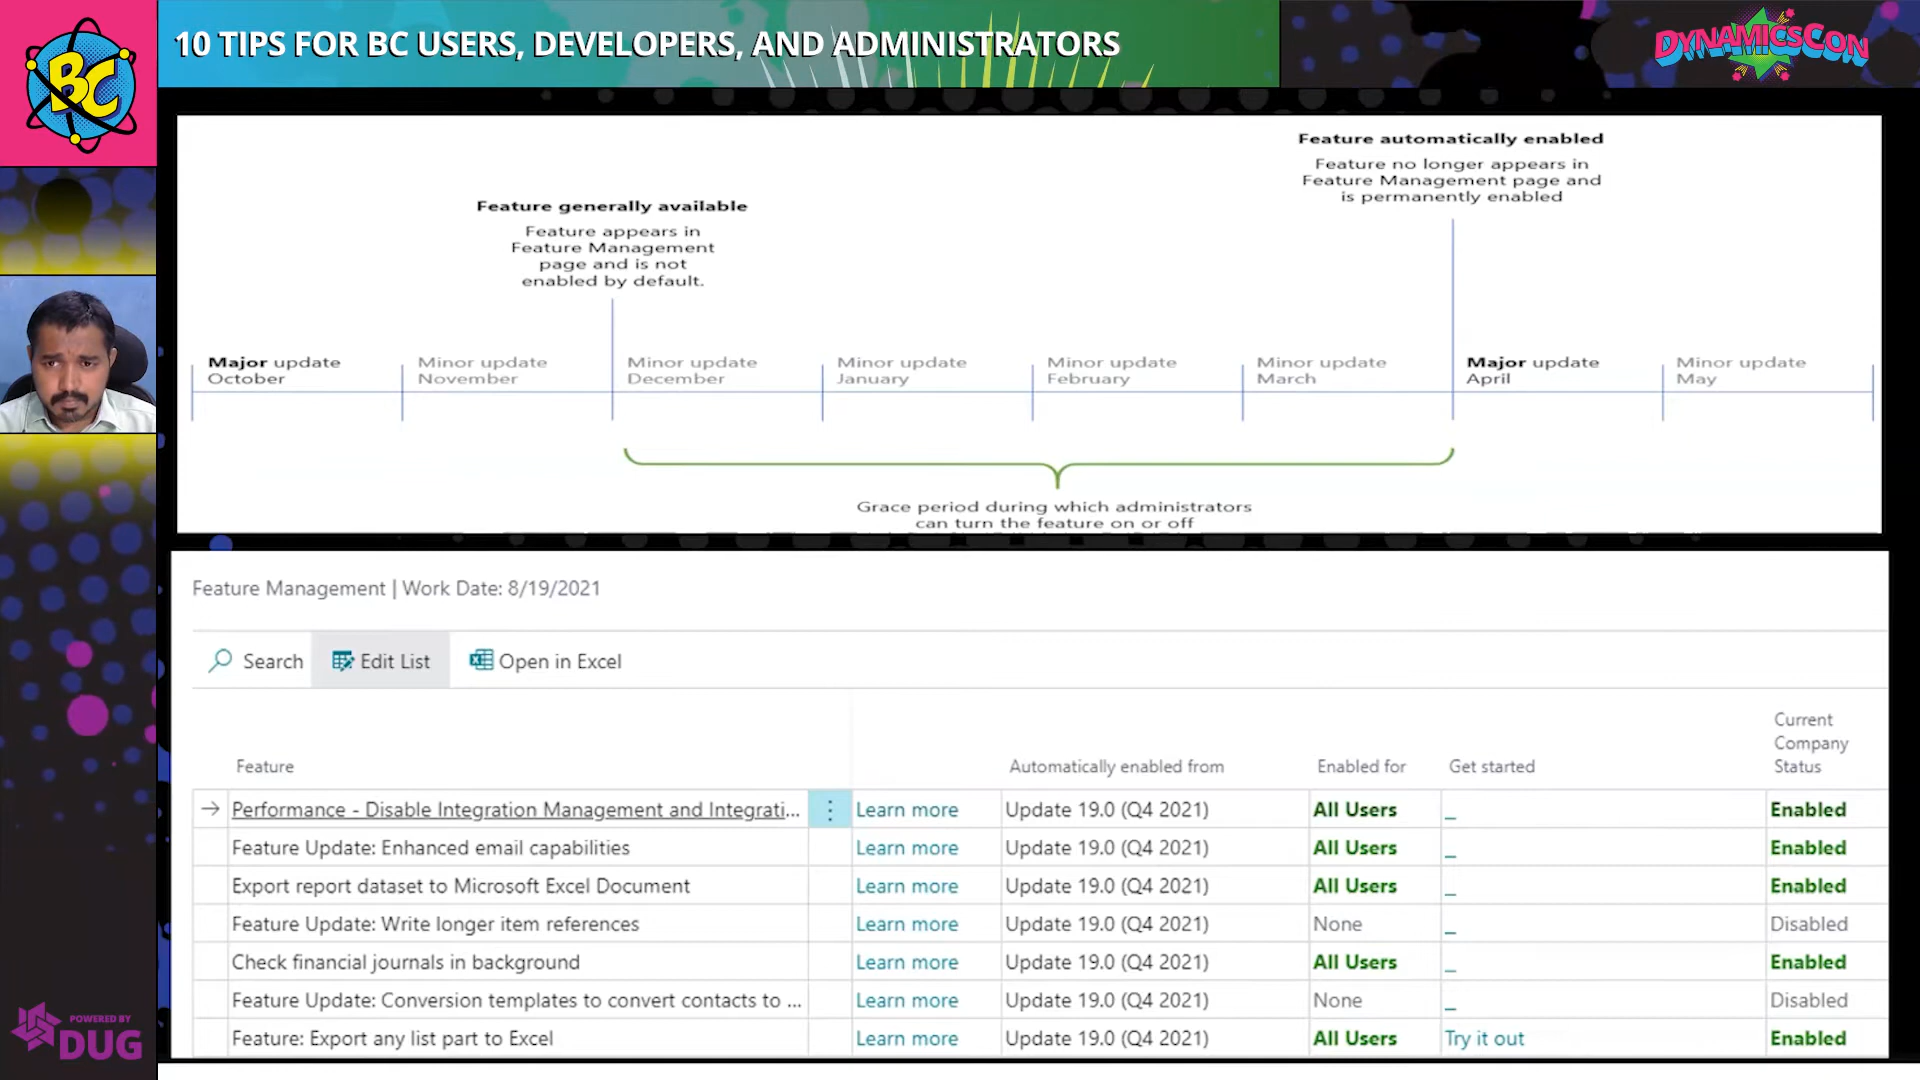 BC
10 TIPS FOR BC USERS, DEVELOPERS, AND ADMINISTRATORS
DYNAMICSCON
Feature automatically enabled
Feature no longer appears in
Feature Management page and
is permanently enabled
Feature generally available
Feature appears in
Feature Management
page and is not
enabled by default.
Major update
October
Minor update
November
Minor update
December
Minor update
January
Minor update
February
Minor update
March
Major update
April
Minor update
May
Grace period during which administrators
can turn the feature on or off
Feature Management | Work Date: 8/19/2021
Search Edit List Open in Excel
Feature Automatically enabled from Enabled for Get started Current Company Status
Performance - Disable Integration Management and Integrati... Learn more Update 19.0 (Q4 2021) All Users _ Enabled
Feature Update: Enhanced email capabilities Learn more Update 19.0 (Q4 2021) All Users _ Enabled
Export report dataset to Microsoft Excel Document Learn more Update 19.0 (Q4 2021) All Users _ Enabled
Feature Update: Write longer item references Learn more Update 19.0 (Q4 2021) None _ Disabled
Check financial journals in background Learn more Update 19.0 (Q4 2021) All Users _ Enabled
Feature Update: Conversion templates to convert contacts to ... Learn more Update 19.0 (Q4 2021) None _ Disabled
Feature: Export any list part to Excel Learn more Update 19.0 (Q4 2021) All Users Try it out Enabled
POWERED BY
DUG